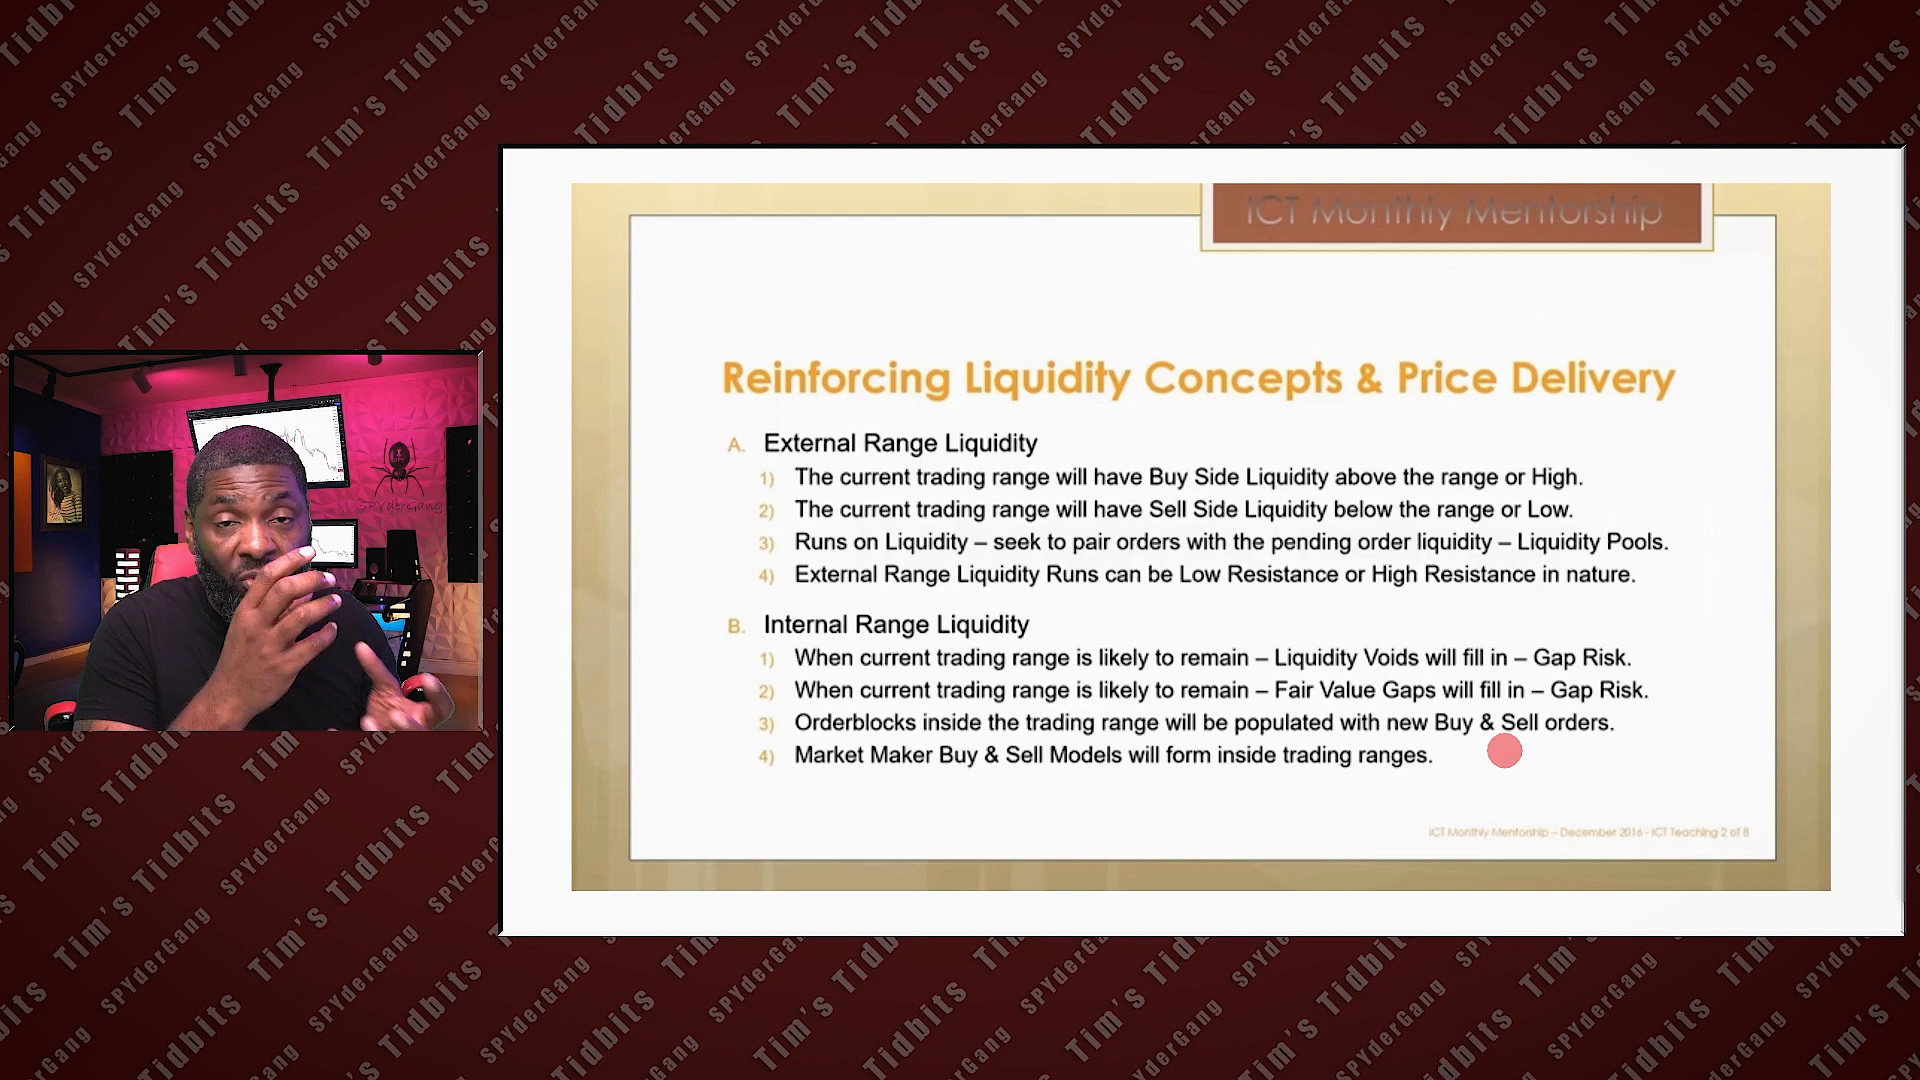 ICT Monthly Mentorship
Reinforcing Liquidity Concepts & Price Delivery
A. External Range Liquidity
1) The current trading range will have Buy Side Liquidity above the range or High.
2) The current trading range will have Sell Side Liquidity below the range or Low.
3) Runs on Liquidity – seek to pair orders with the pending order liquidity – Liquidity Pools.
4) External Range Liquidity Runs can be Low Resistance or High Resistance in nature.
B. Internal Range Liquidity
1) When current trading range is likely to remain – Liquidity Voids will fill in – Gap Risk.
2) When current trading range is likely to remain – Fair Value Gaps will fill in – Gap Risk.
3) Orderblocks inside the trading range will be populated with new Buy & Sell orders.
4) Market Maker Buy & Sell Models will form inside trading ranges.
ICT Monthly Mentorship – December 2016 - ICT Teaching 2 of 8
SPYderGang
Tim's Tidbits
SPYderGang